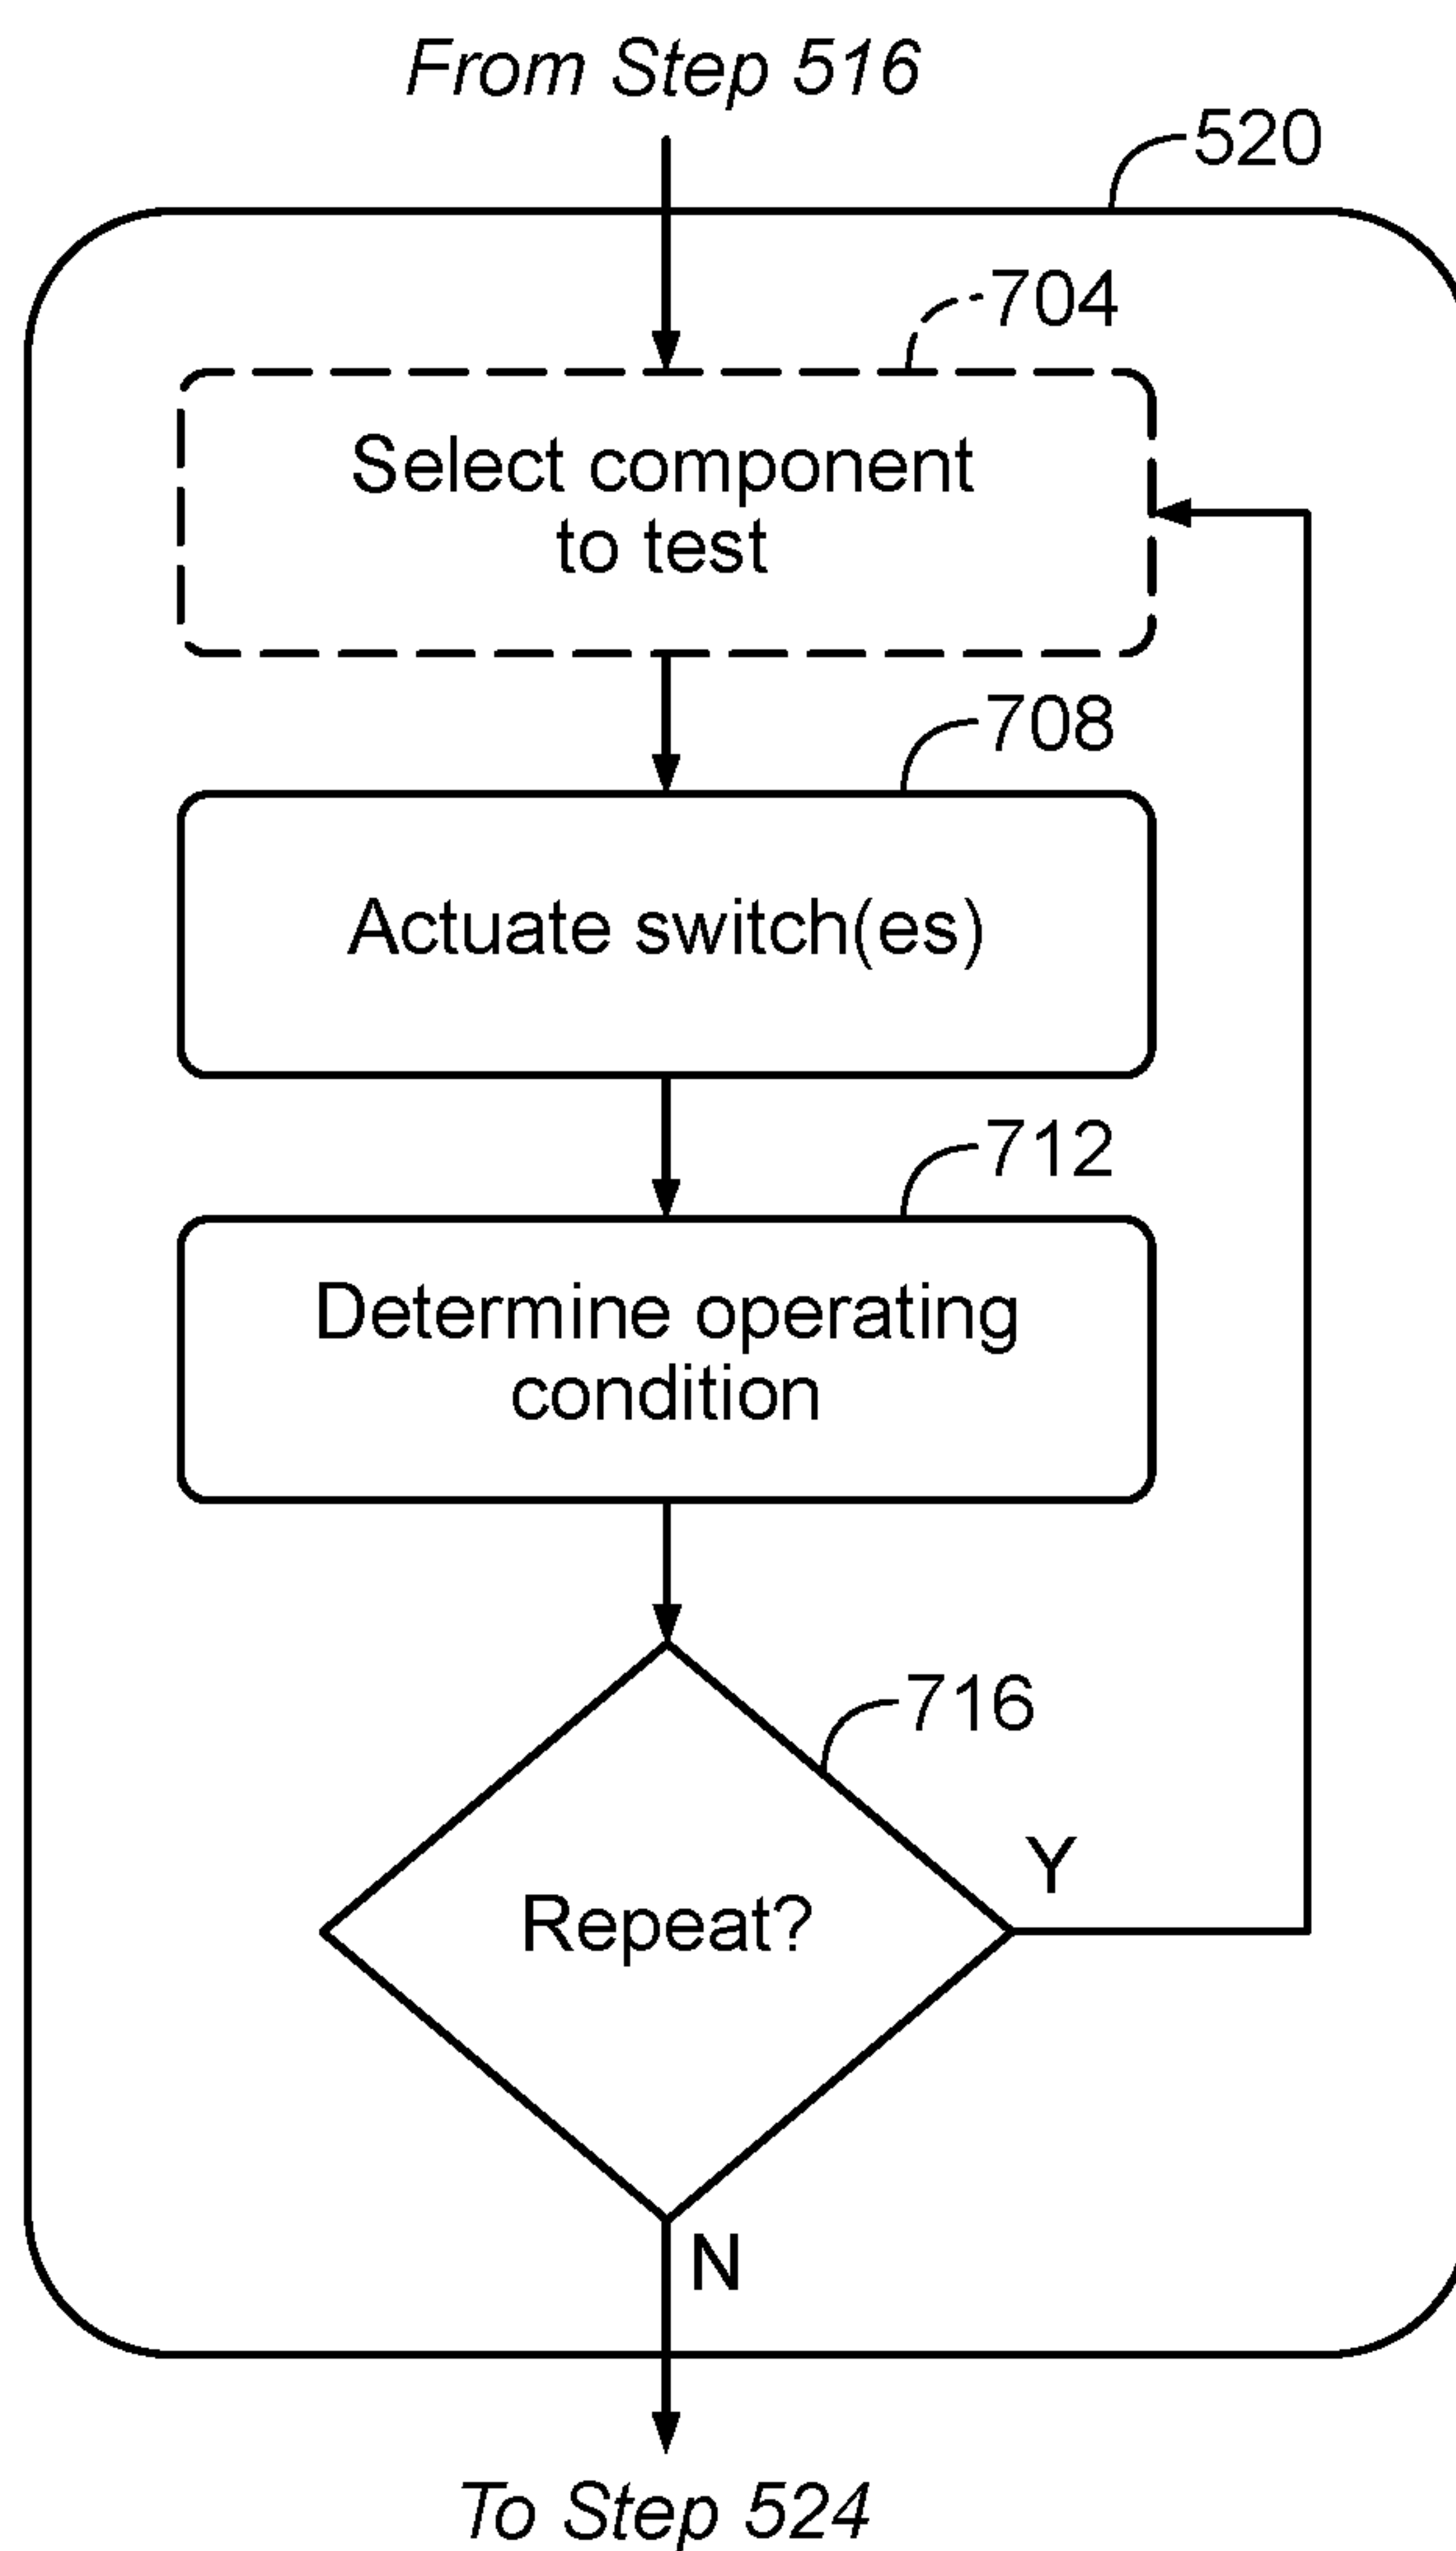 From Step 516
520
704
Select component
to test
708
Actuate switch(es)
712
Determine operating
condition
716
Repeat?
Y
N
To Step 524